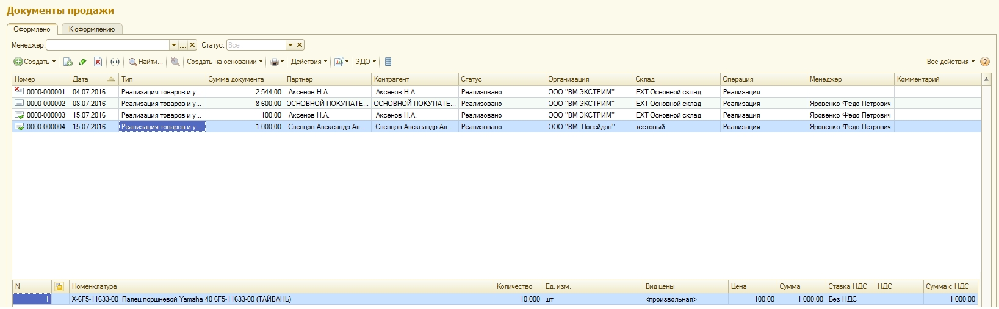 Документы продажи
Оформлено К оформлению
Менеджер: Статус: Все
Создать Найти... Создать на основании Действия ЭДО Все действия
Номер Дата Тип Сумма документа Партнер Контрагент Статус Организация Склад Операция Менеджер Комментарий
0000-000001 04.07.2016 Реализация товаров и у... 2 544,00 Аксенов Н.А. Аксенов Н.А. Реализовано ООО "ВМ ЭКСТРИМ" EXT Основной склад Реализация
0000-000002 08.07.2016 Реализация товаров и у... 8 600,00 ОСНОВНОЙ ПОКУПАТЕ... ОСНОВНОЙ ПОКУПАТЕ... Реализовано ООО "ВМ ЭКСТРИМ" EXT Основной склад Реализация Яровенко Федо Петрович
0000-000003 15.07.2016 Реализация товаров и у... 100,00 Аксенов Н.А. Аксенов Н.А. Реализовано ООО "ВМ ЭКСТРИМ" EXT Основной склад Реализация Яровенко Федо Петрович
0000-000004 15.07.2016 Реализация товаров и у... 1 000,00 Слепцов Александр Ал... Слепцов Александр Ал... Реализовано ООО "ВМ Посейдон" тестовый Реализация Яровенко Федо Петрович
N Номенклатура Количество Ед. изм. Вид цены Цена Сумма Ставка НДС НДС Сумма с НДС
1 X-6F5-11633-00 Палец поршневой Yamaha 40 6F5-11633-00 (ТАЙВАНЬ) 10,000 шт <произвольная> 100,00 1 000,00 Без НДС 1 000,00